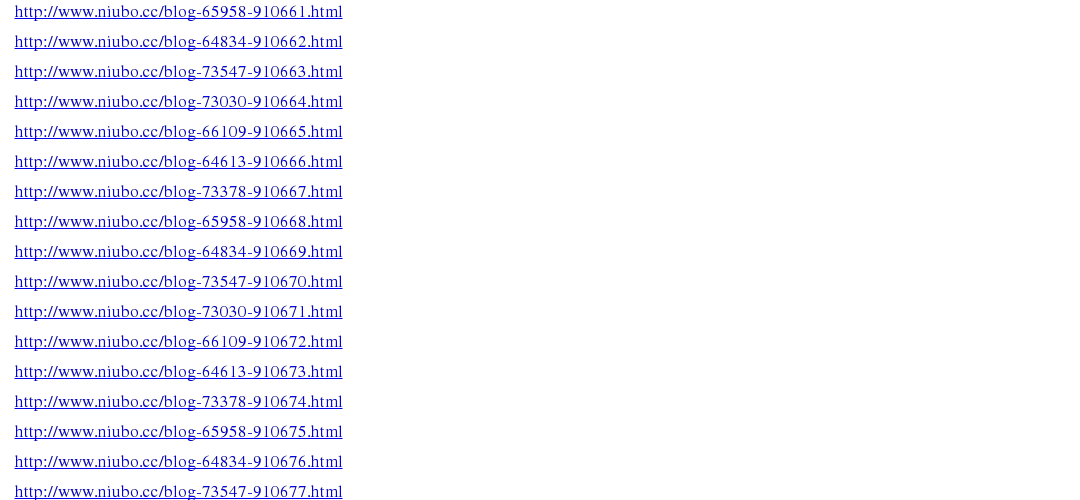 http://www.niubo.cc/blog-65958-910661.html
http://www.niubo.cc/blog-64834-910662.html
http://www.niubo.cc/blog-73547-910663.html
http://www.niubo.cc/blog-73030-910664.html
http://www.niubo.cc/blog-66109-910665.html
http://www.niubo.cc/blog-64613-910666.html
http://www.niubo.cc/blog-73378-910667.html
http://www.niubo.cc/blog-65958-910668.html
http://www.niubo.cc/blog-64834-910669.html
http://www.niubo.cc/blog-73547-910670.html
http://www.niubo.cc/blog-73030-910671.html
http://www.niubo.cc/blog-66109-910672.html
http://www.niubo.cc/blog-64613-910673.html
http://www.niubo.cc/blog-73378-910674.html
http://www.niubo.cc/blog-65958-910675.html
http://www.niubo.cc/blog-64834-910676.html
http://www.niubo.cc/blog-73547-910677.html